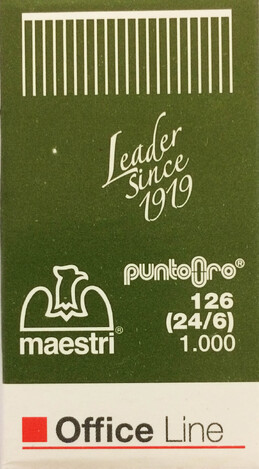 Leader
Since
1919
puntoOro®
126
(24/6)
1.000
maestri®
Office Line